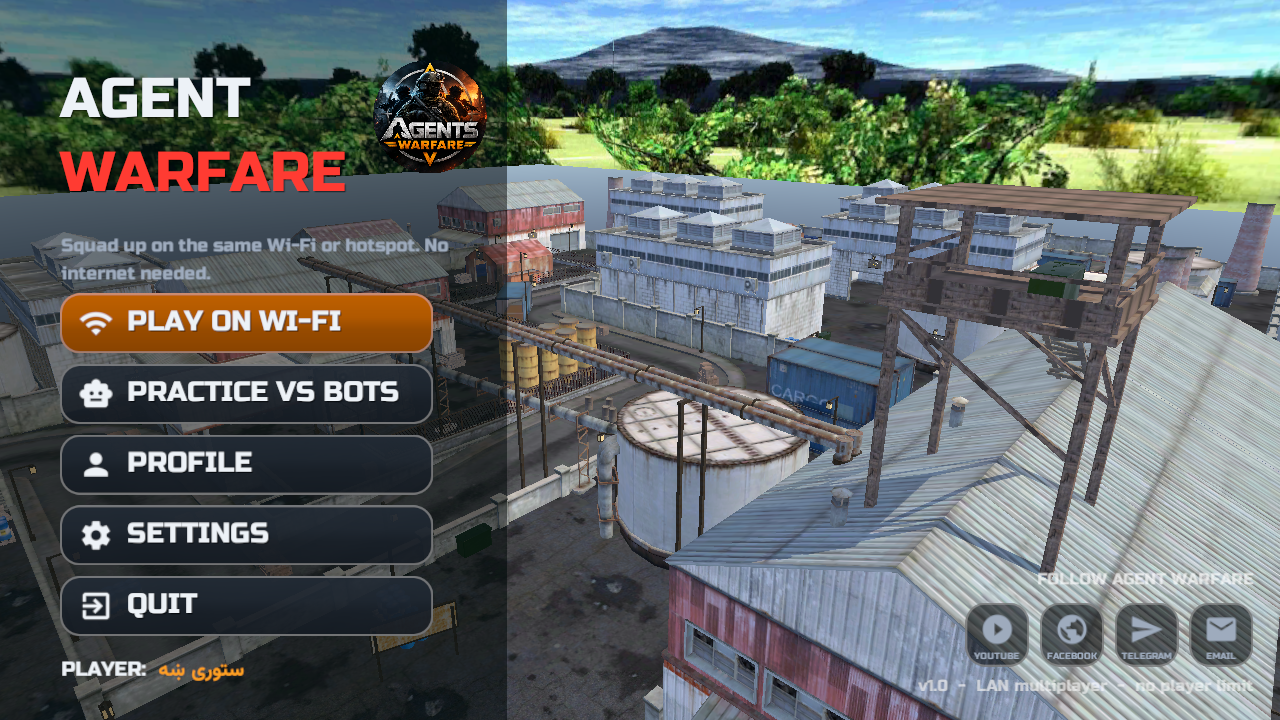 AGENT
WARFARE
AGENTS
WARFARE
Squad up on the same Wi-Fi or hotspot. No
internet needed.
PLAY ON WI-FI
PRACTICE VS BOTS
PROFILE
SETTINGS
QUIT
PLAYER: ستوری ښه
CARGO
FOLLOW AGENT WARFARE
YOUTUBE
FACEBOOK
TELEGRAM
EMAIL
v1.0 - LAN multiplayer - no player limit